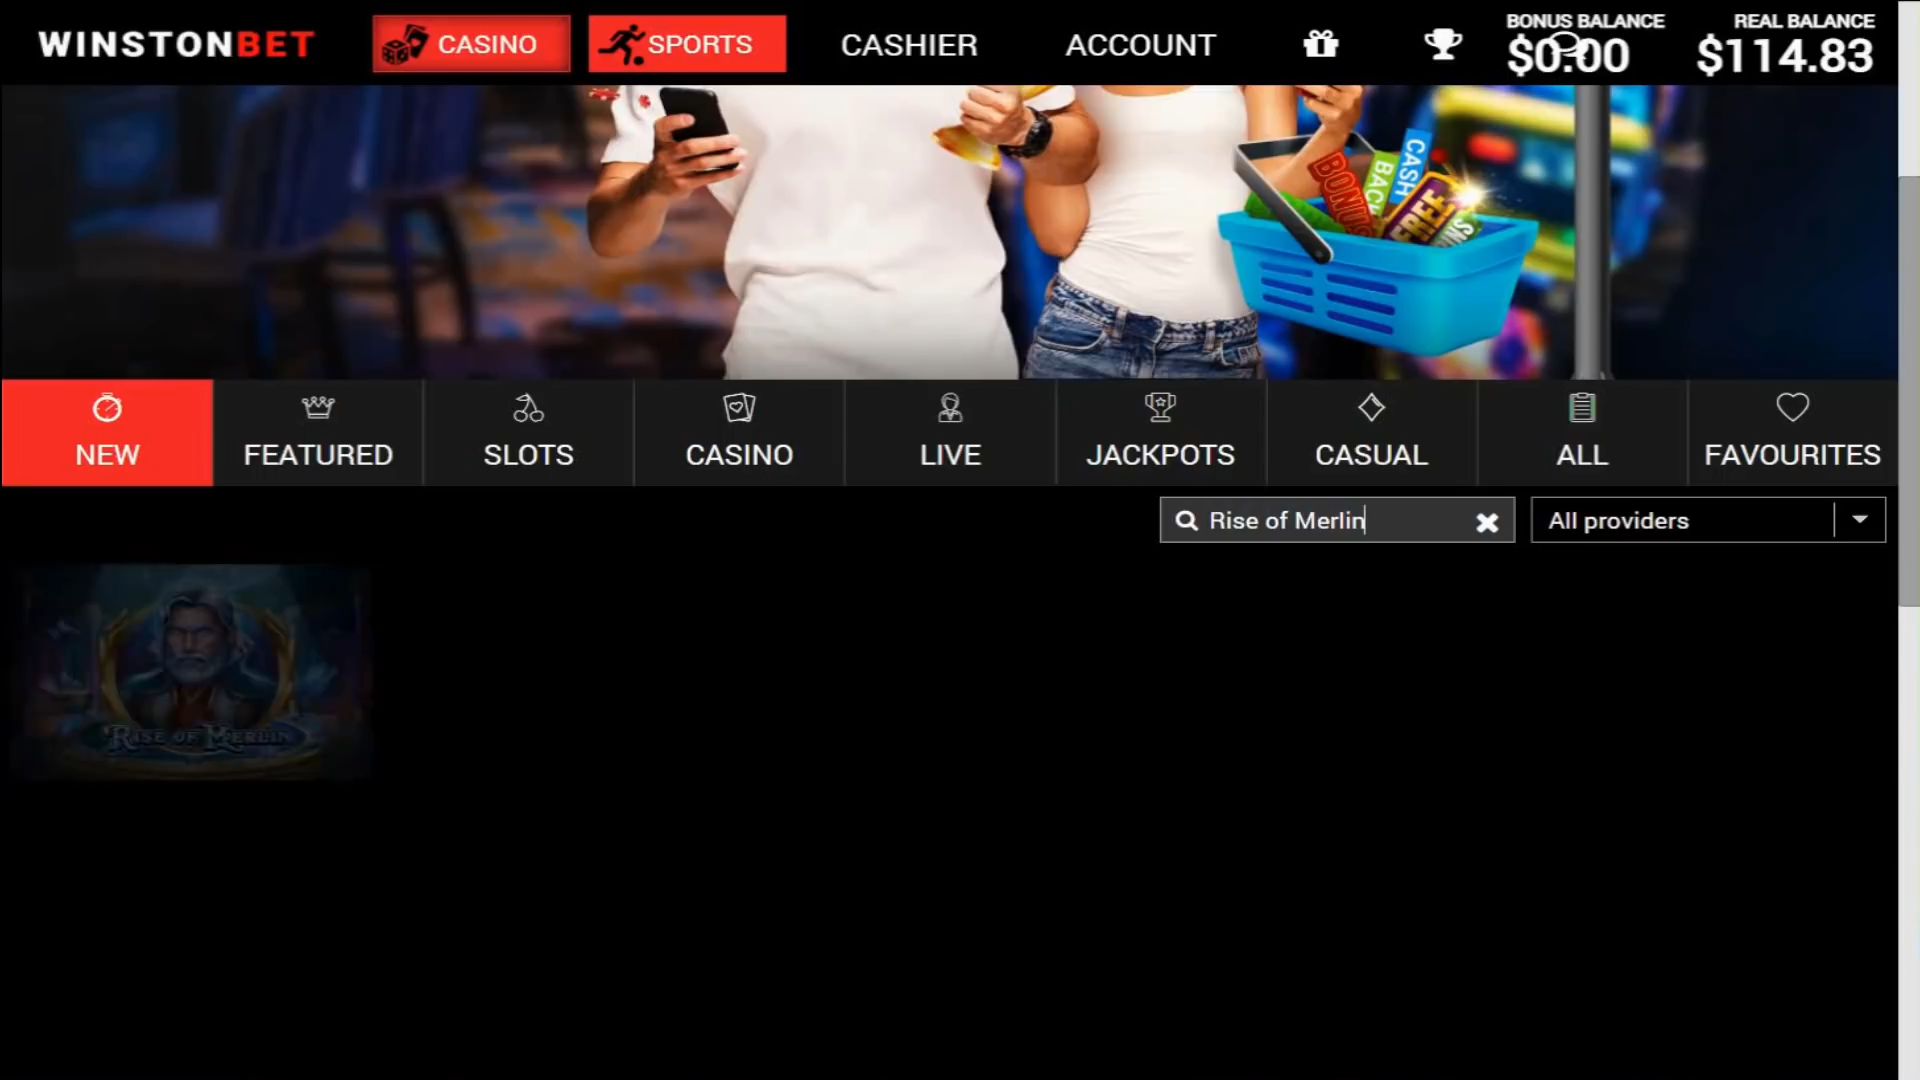 WINSTONBET
CASINO
SPORTS
CASHIER
ACCOUNT
BONUS BALANCE
$0.00
REAL BALANCE
$114.83
BONUS
CASH
BACK
FREE
NEW
FEATURED
SLOTS
CASINO
LIVE
JACKPOTS
CASUAL
ALL
FAVOURITES
Rise of Merlin
All providers
RISE OF MERLIN